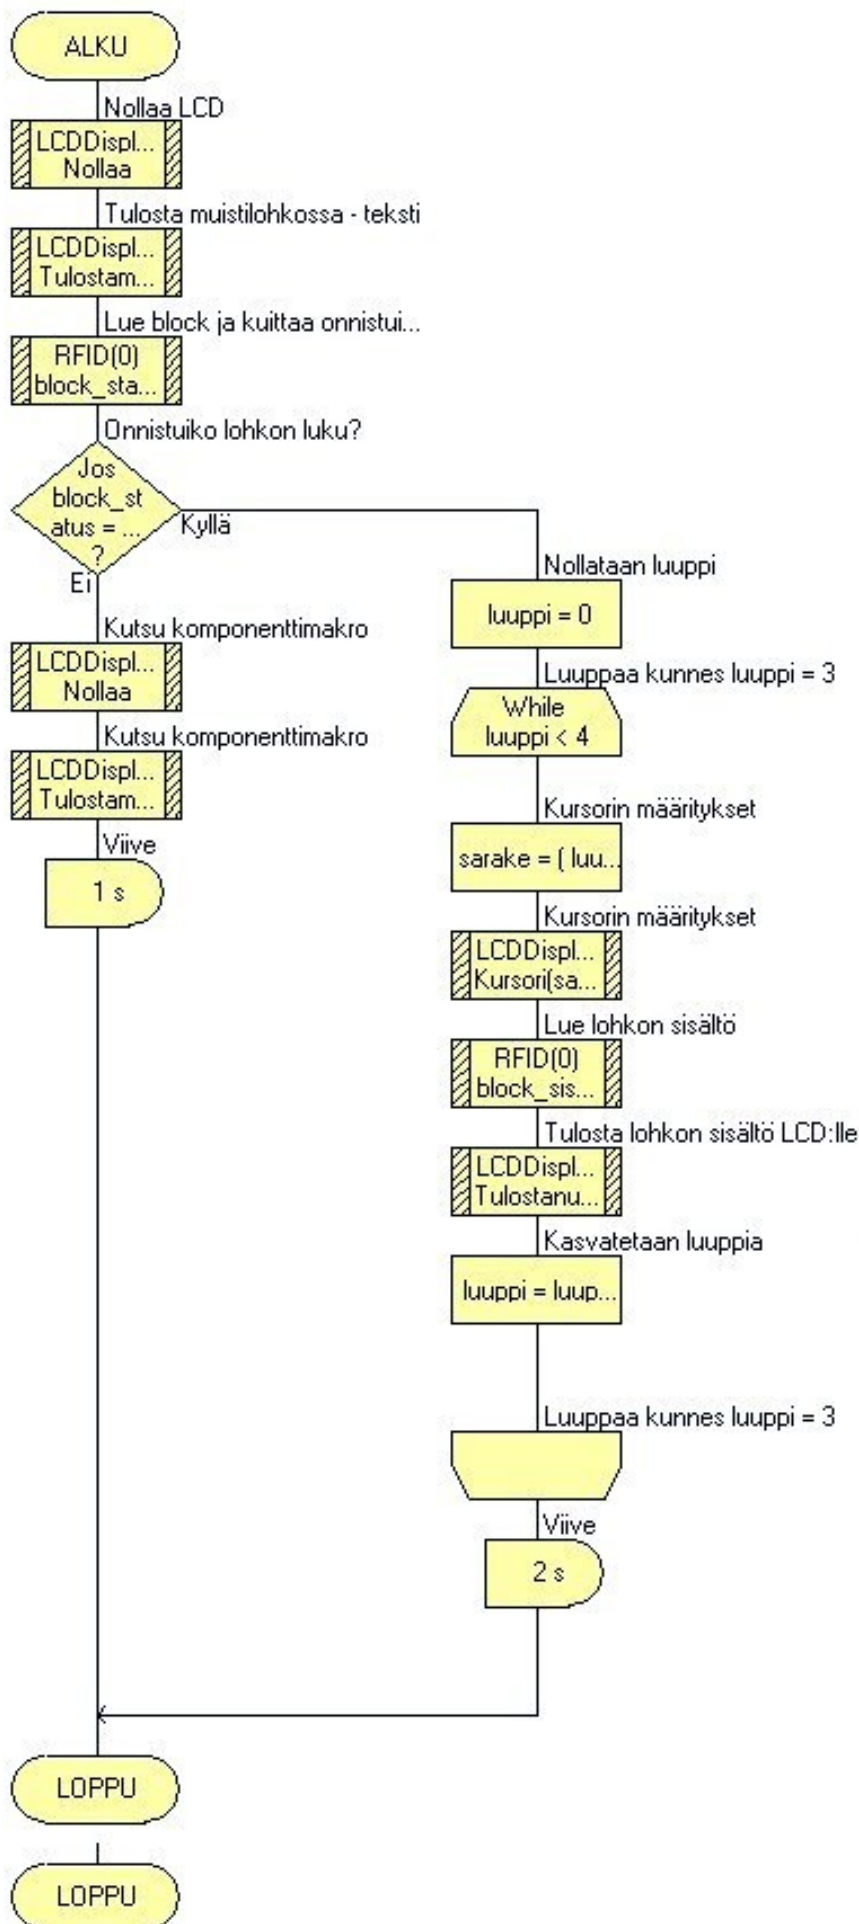 ALKU
Nollaa LCD
LCDDispl...
Nollaa
Tulosta muistilohkossa - teksti
LCDDispl...
Tulostam...
Lue block ja kuittaa onnistui...
RFID(0)
block_sta...
Onnistuiko lohkon luku?
Jos
block_st
atus = ...
?
Kyllä
Ei
Kutsu komponenttimakro
LCDDispl...
Nollaa
Kutsu komponenttimakro
LCDDispl...
Tulostam...
Viive
1 s
Nollataan luuppi
luuppi = 0
Luuppaa kunnes luuppi = 3
While
luuppi < 4
Kursorin määritykset
sarake = ( luu...
Kursorin määritykset
LCDDispl...
Kursori(sa...
Lue lohkon sisältö
RFID(0)
block_sis...
Tulosta lohkon sisältö LCD:lle
LCDDispl...
Tulostanu...
Kasvatetaan luuppia
luuppi = luup...
Luuppaa kunnes luuppi = 3
Viive
2 s
LOPPU
LOPPU